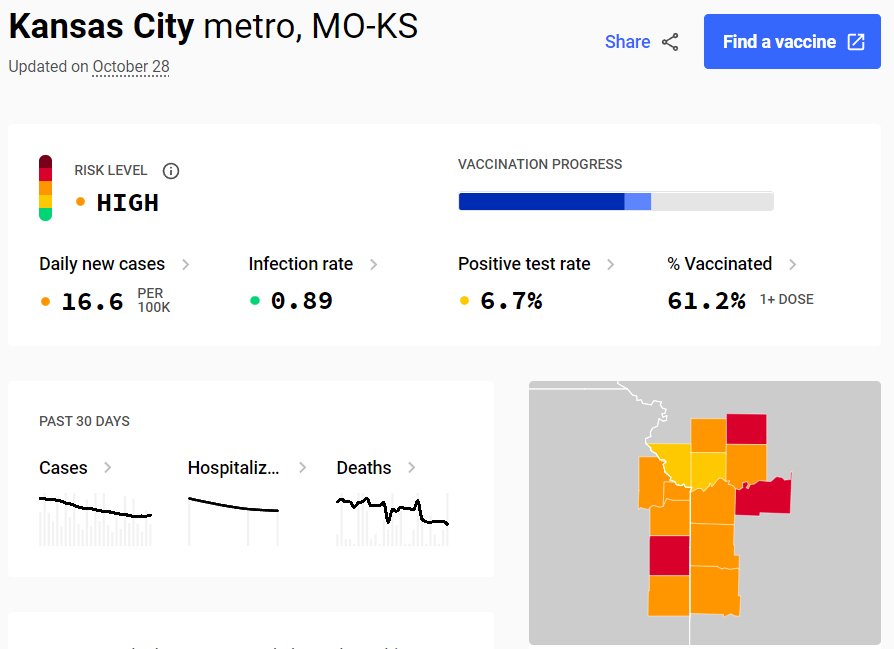 Kansas City metro, MO-KS
Updated on October 28
Share
Find a vaccine
RISK LEVEL
HIGH
VACCINATION PROGRESS
Daily new cases
16.6 PER 100K
Infection rate
0.89
Positive test rate
6.7%
% Vaccinated
61.2% 1+ DOSE
PAST 30 DAYS
Cases
Hospitaliz...
Deaths